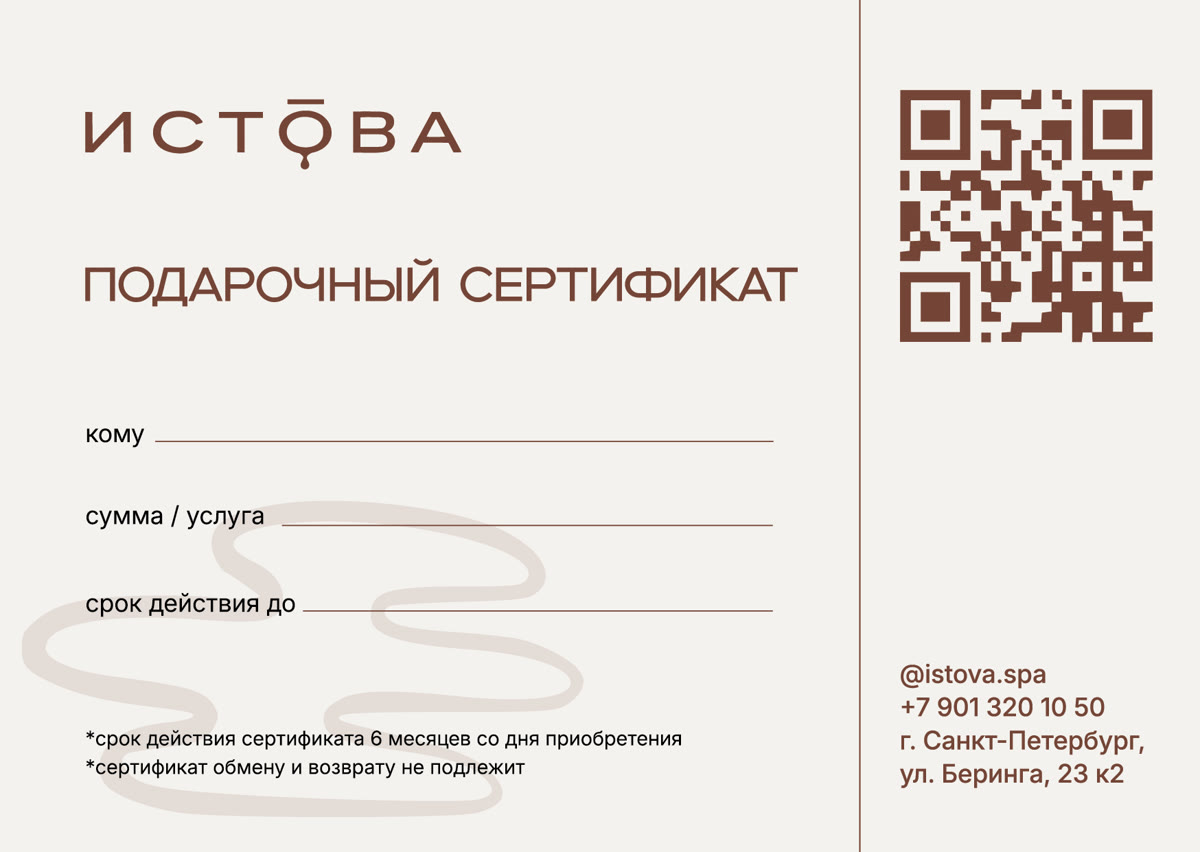 ИСТОВА
ПОДАРОЧНЫЙ СЕРТИФИКАТ
кому
сумма / услуга
срок действия до
*срок действия сертификата 6 месяцев со дня приобретения
*сертификат обмену и возврату не подлежит
@istova.spa
+7 901 320 10 50
г. Санкт-Петербург,
ул. Беринга, 23 к2